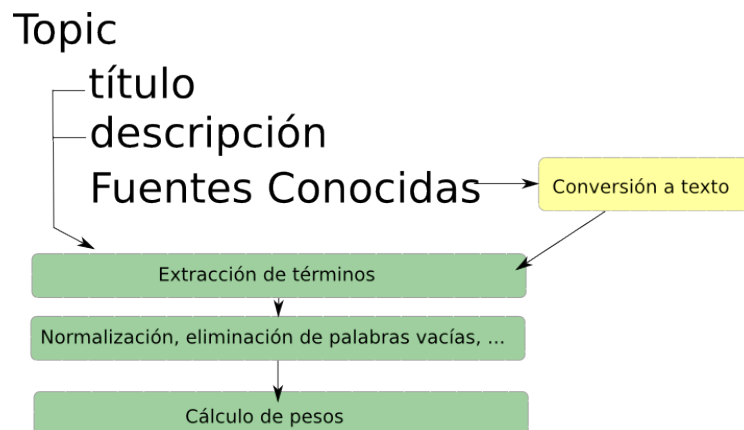 Topic
título
descripción
Fuentes Conocidas
Conversión a texto
Extracción de términos
Normalización, eliminación de palabras vacías, ...
Cálculo de pesos